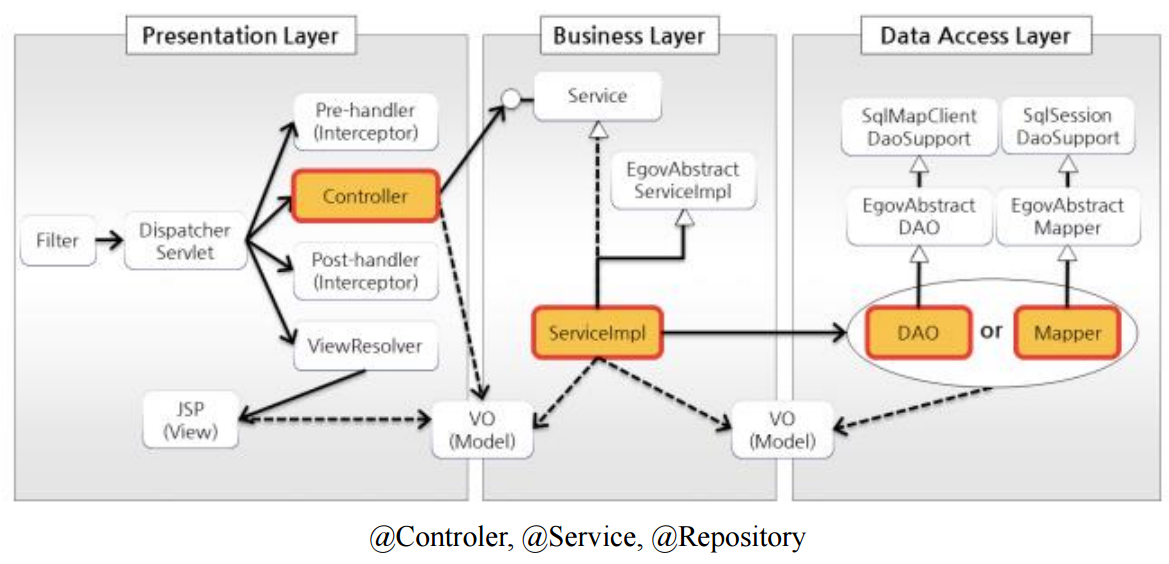 Presentation Layer
Business Layer
Data Access Layer
Pre-handler
(Interceptor)
Controller
Filter
Dispatcher
Servlet
Post-handler
(Interceptor)
ViewResolver
JSP
(View)
VO
(Model)
Service
EgovAbstract
ServiceImpl
ServiceImpl
VO
(Model)
SqlMapClient
DaoSupport
SqlSession
DaoSupport
EgovAbstract
DAO
EgovAbstract
Mapper
DAO
or
Mapper
@Controler, @Service, @Repository